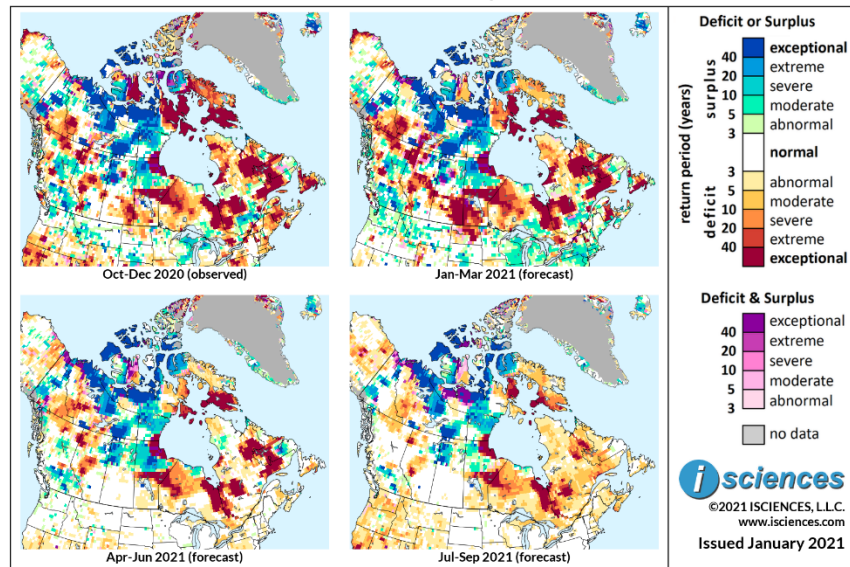 Oct-Dec 2020 (observed)
Jan-Mar 2021 (forecast)
Apr-Jun 2021 (forecast)
Jul-Sep 2021 (forecast)
Deficit or Surplus
return period (years)
surplus
deficit
exceptional
40
extreme
20
severe
10
moderate
5
abnormal
3
normal
3
abnormal
5
moderate
10
severe
20
extreme
40
exceptional
Deficit & Surplus
exceptional
40
extreme
20
severe
10
moderate
5
abnormal
3
no data
i sciences
©2021 ISCIENCES, L.L.C.
www.isciences.com
Issued January 2021